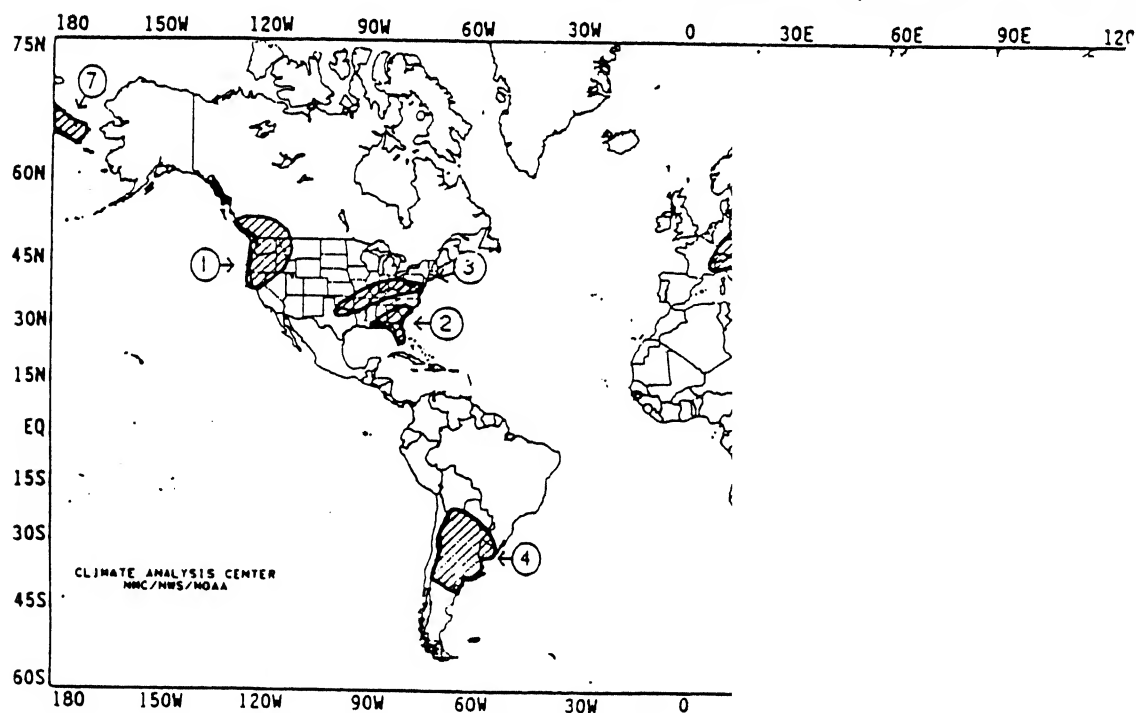 180 150W 120W 90W 60W 30W 0 30E 60E 90E 120
75N
7
60N
45N
1
3
30N
2
15N
EQ
15S
30S
4
CLIMATE ANALYSIS CENTER
NMC/NWS/NOAA
45S
60S
180 150W 120W 90W 60W 30W 0